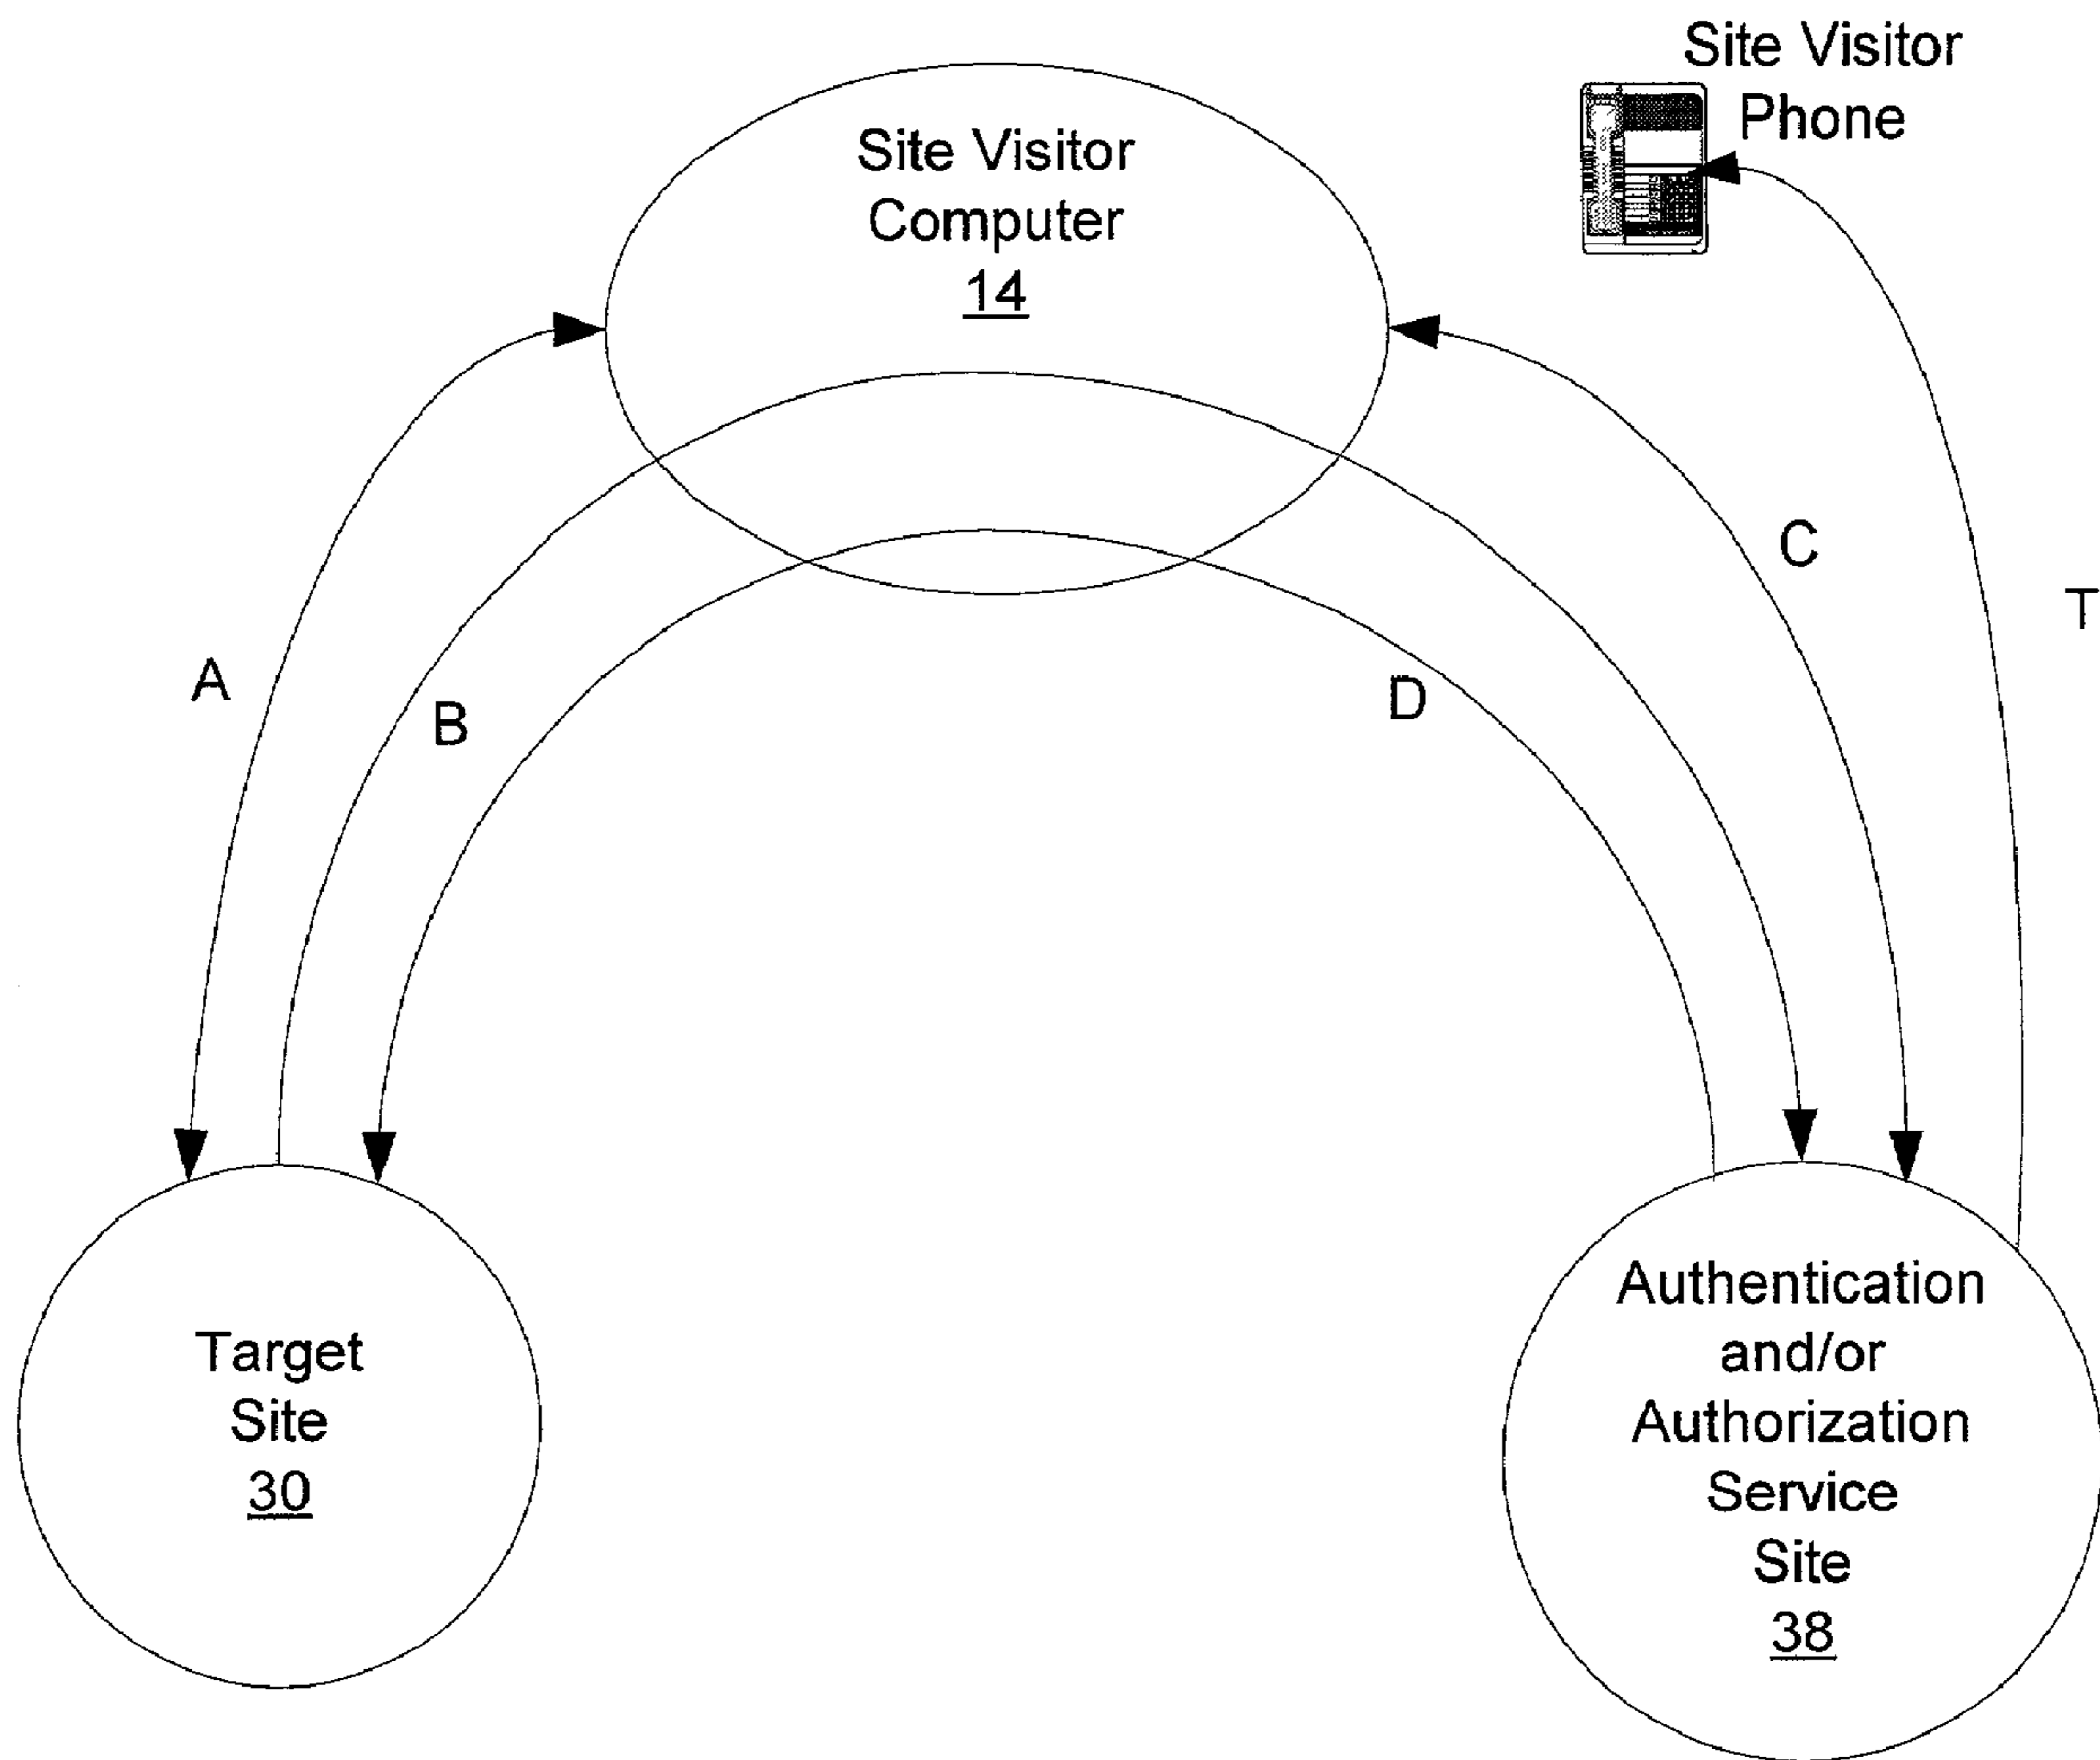 Site Visitor
Phone
Site Visitor
Computer
14
A
B
C
D
T
Target
Site
30
Authentication
and/or
Authorization
Service
Site
38